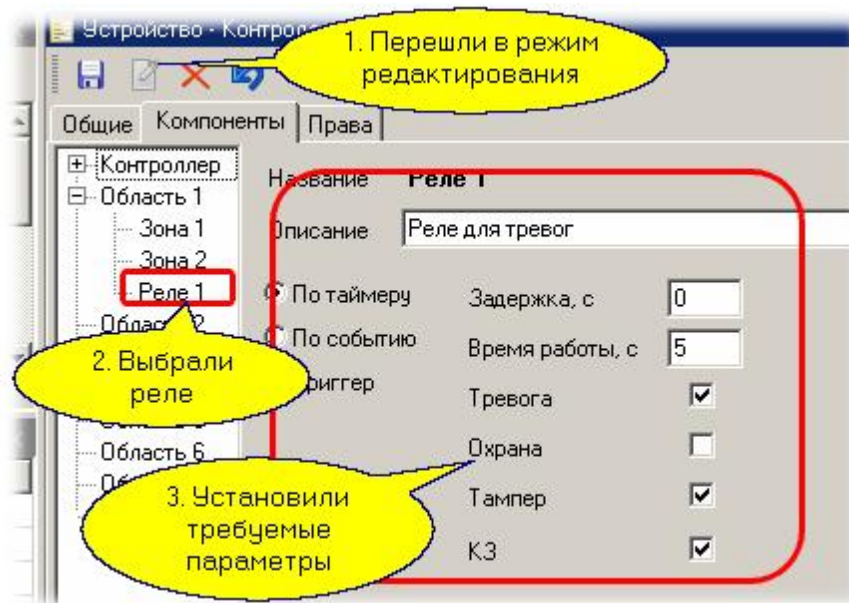 Устройство - Контро
1. Перешли в режим
редактирования
Общие
Компоненты
Права
Контроллер
Область 1
Зона 1
Зона 2
Реле 1
2. Выбрали
реле
Область 6
Название
Реле 1
Описание
Реле для тревог
По таймеру
По событию
Задержка, с
0
Время работы, с
5
Тревога
Охрана
Тампер
КЗ
3. Установили
требуемые
параметры